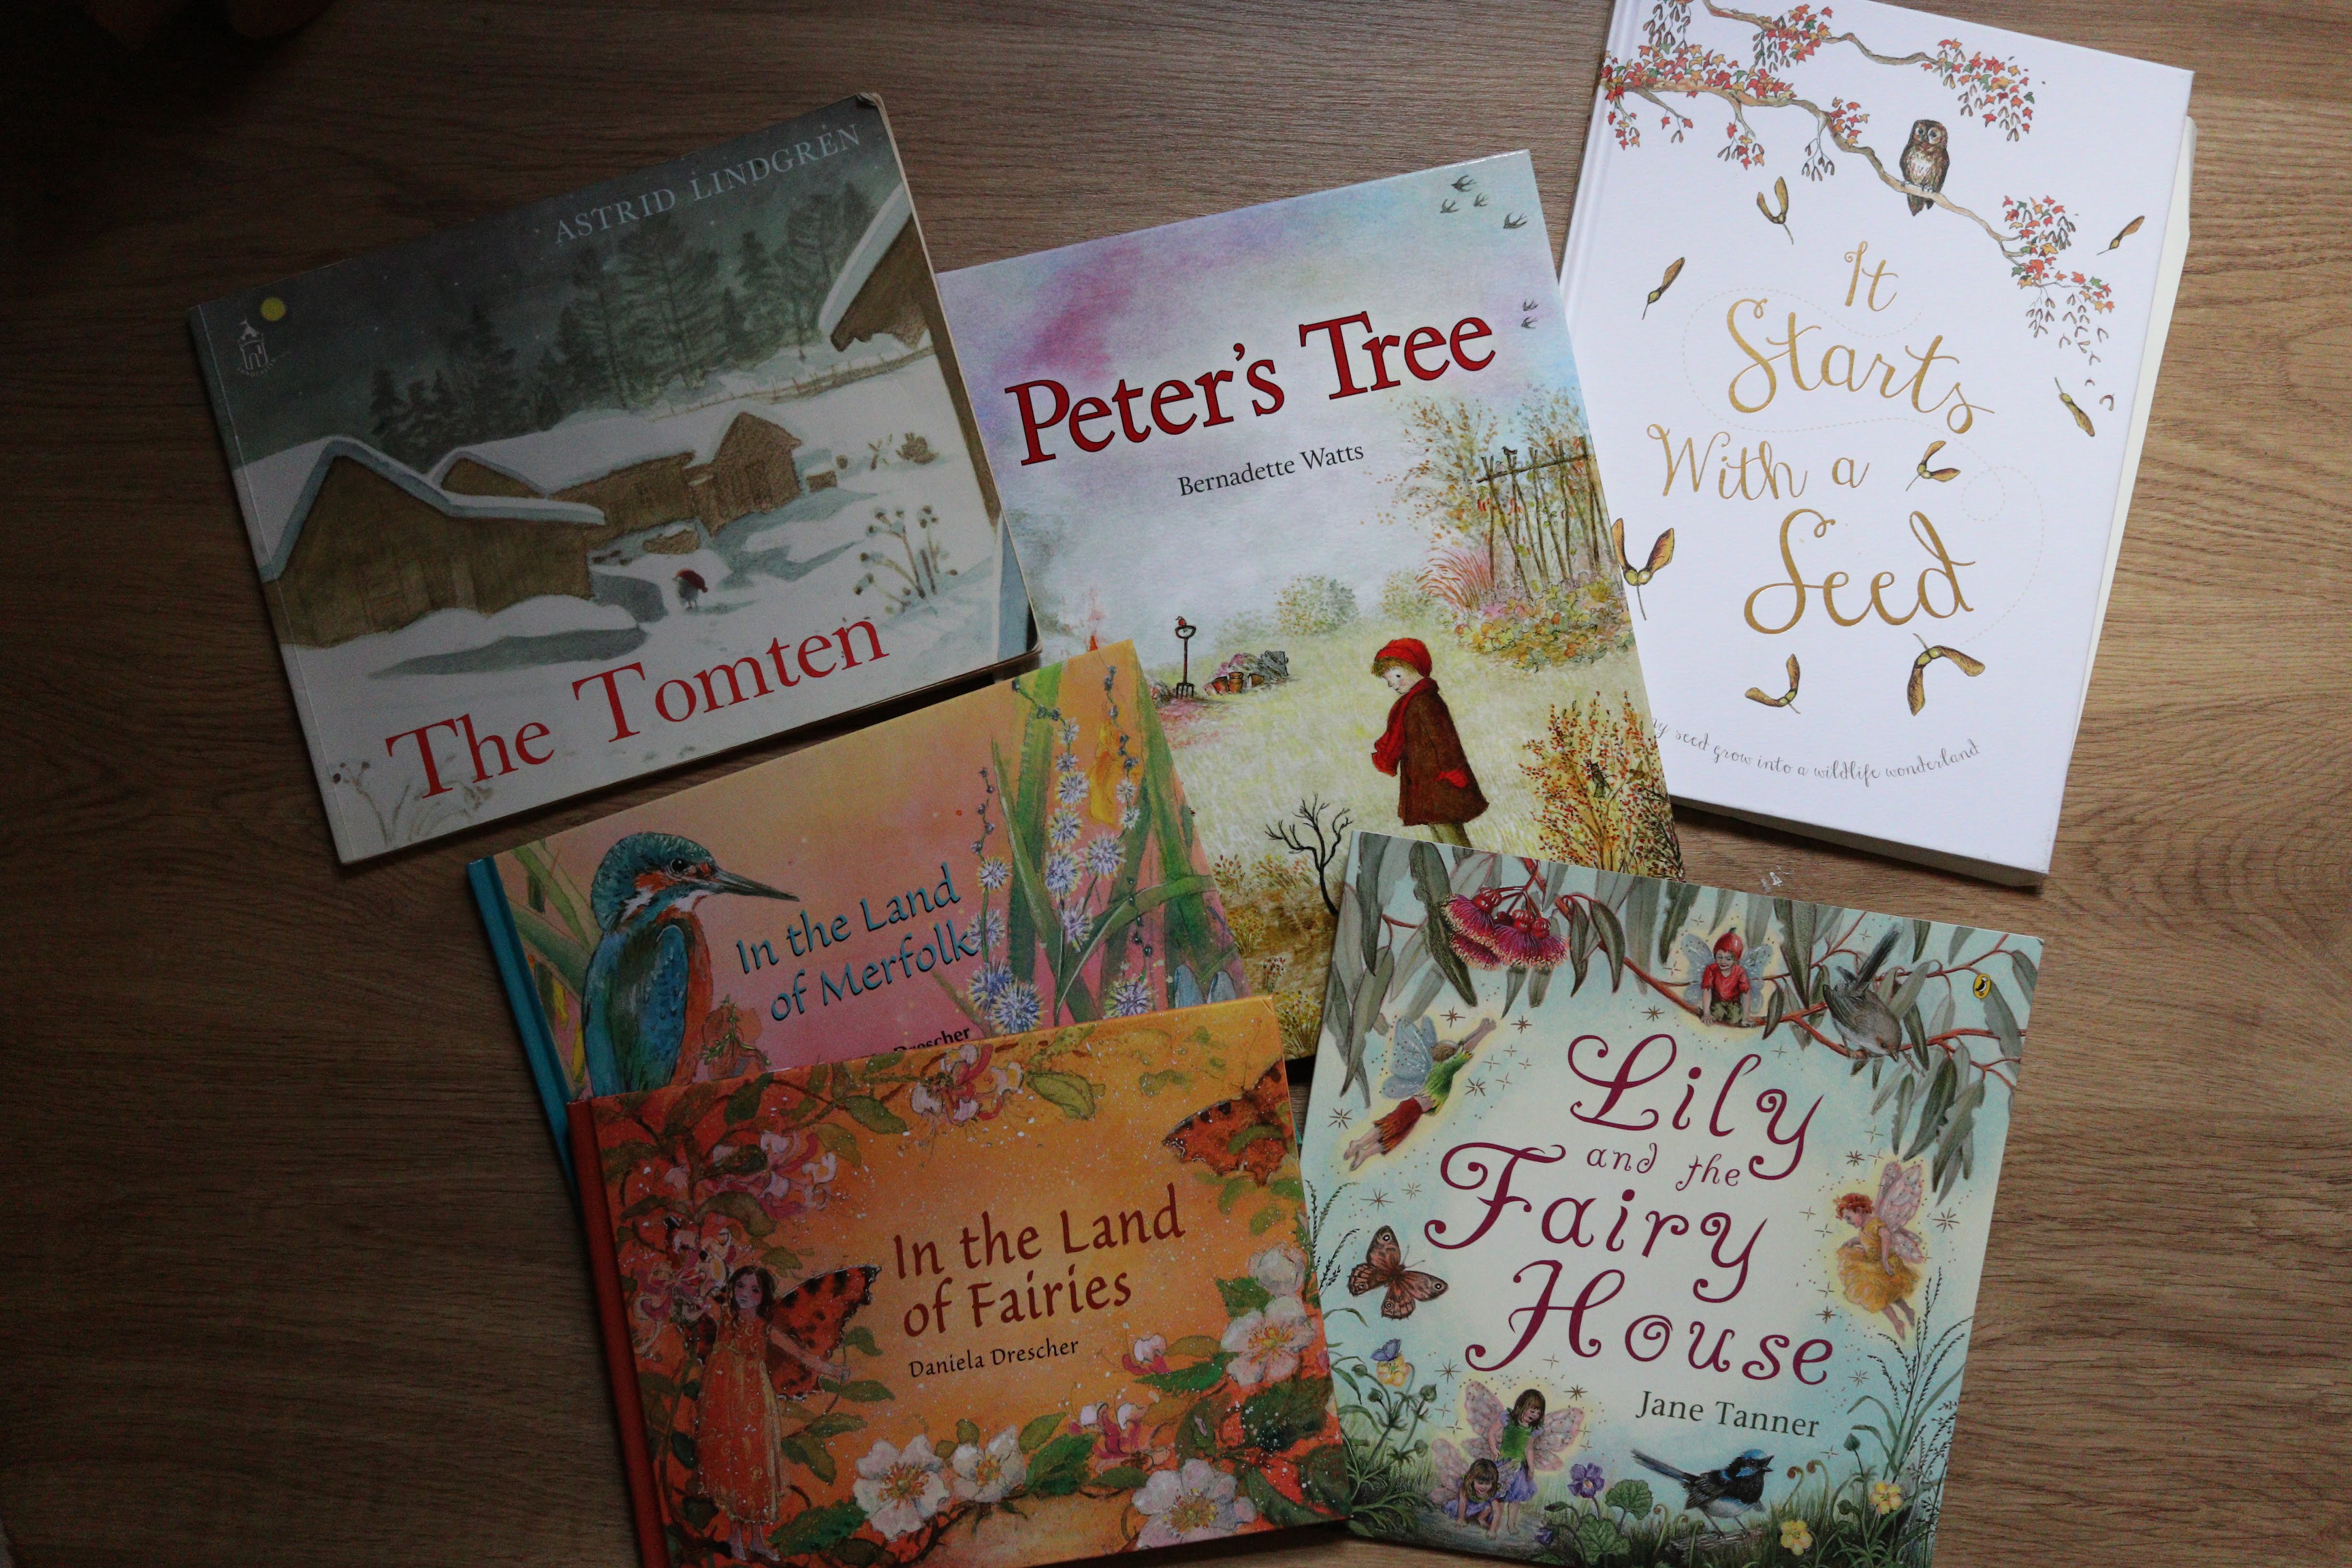 ASTRID LINDGREN
The Tomten
Peter's Tree
Bernadette Watts
It
Starts
With a
Seed
seed grow into a wildlife wonderland
In the Land
of Merfolk
Drescher
In the Land
of Fairies
Daniela Drescher
Lily
and the
Fairy
House
Jane Tanner